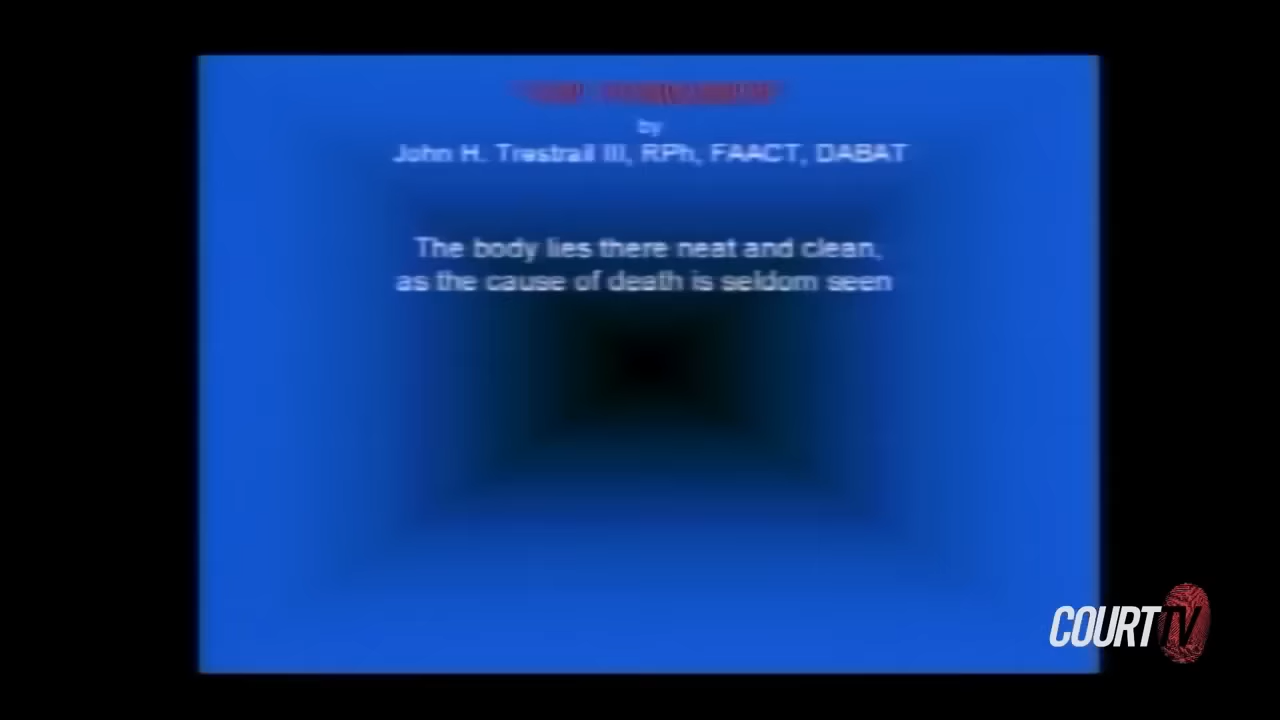 by
John H. Trestrail III, RPh, FAACT, DABAT
The body lies there neat and clean,
as the cause of death is seldom seen
COURT TV